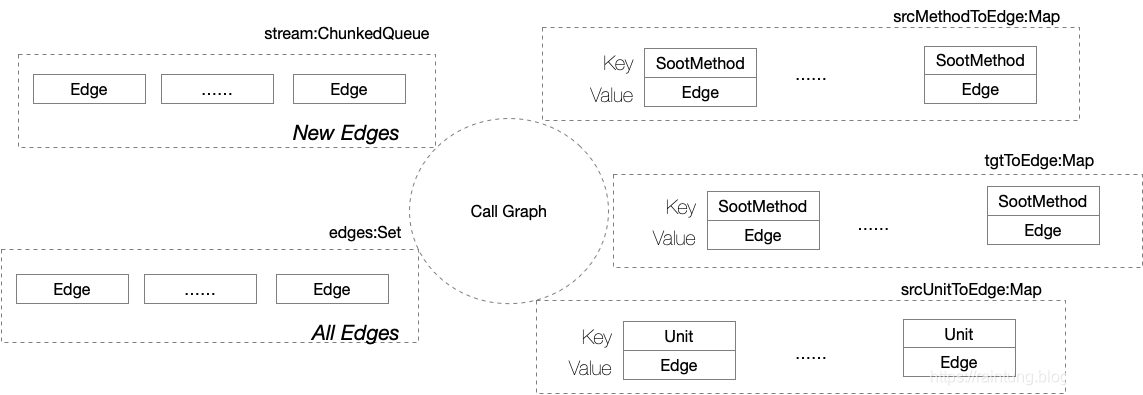 stream:ChunkedQueue
Edge
......
Edge
New Edges
edges:Set
Edge
......
Edge
All Edges
Call Graph
srcMethodToEdge:Map
Key
SootMethod
......
SootMethod
Value
Edge
Edge
tgtToEdge:Map
Key
SootMethod
......
SootMethod
Value
Edge
Edge
srcUnitToEdge:Map
Key
Unit
......
Unit
Value
Edge
Edge
https://raintung.blog